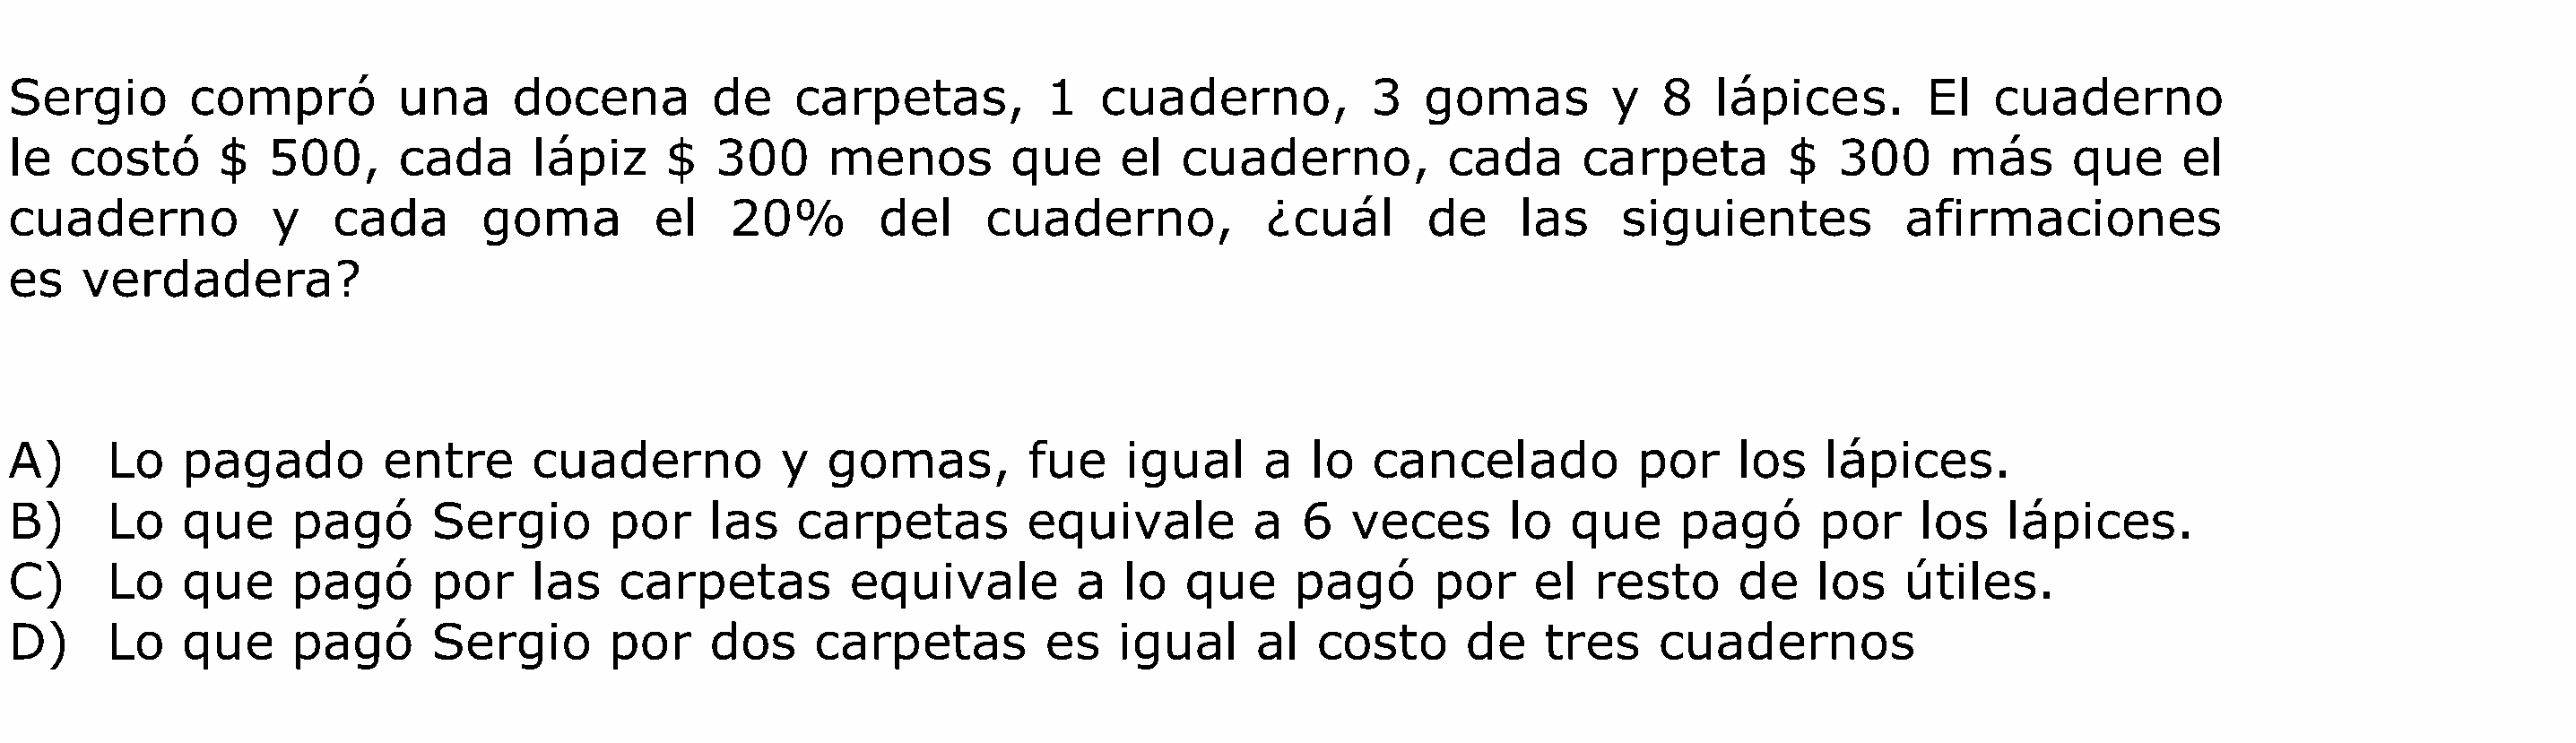 Sergio compró una docena de carpetas, 1 cuaderno, 3 gomas y 8 lápices. El cuaderno
le costó $ 500, cada lápiz $ 300 menos que el cuaderno, cada carpeta $ 300 más que el
cuaderno y cada goma el 20% del cuaderno, ¿cuál de las siguientes afirmaciones
es verdadera?
A) Lo pagado entre cuaderno y gomas, fue igual a lo cancelado por los lápices.
B) Lo que pagó Sergio por las carpetas equivale a 6 veces lo que pagó por los lápices.
C) Lo que pagó por las carpetas equivale a lo que pagó por el resto de los útiles.
D) Lo que pagó Sergio por dos carpetas es igual al costo de tres cuadernos